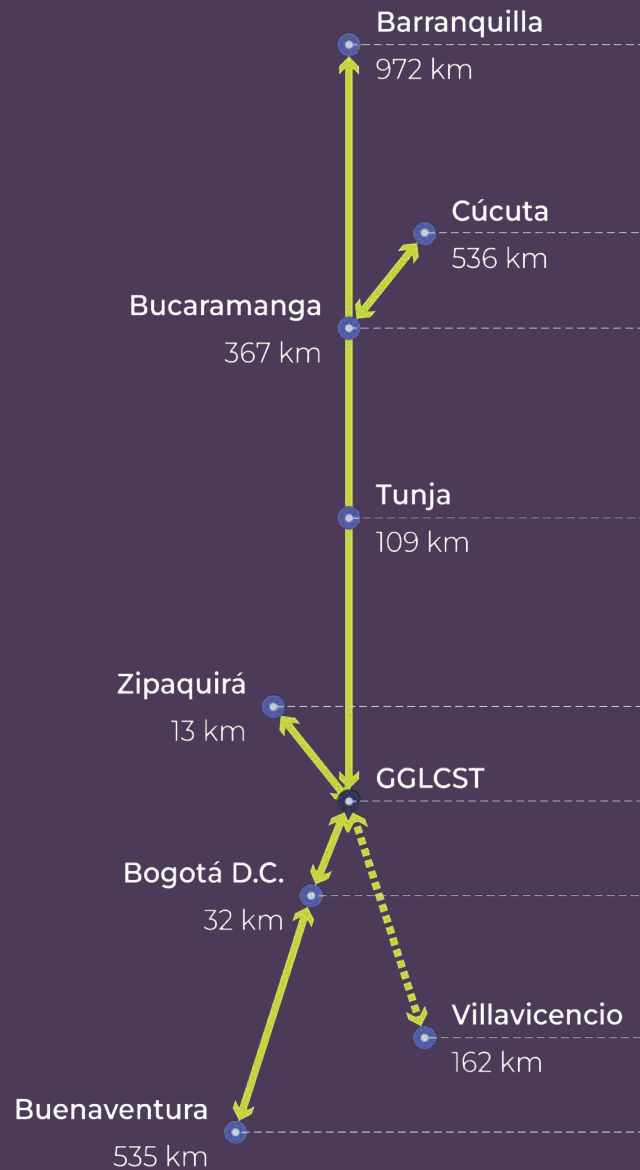 Barranquilla
972 km
Cúcuta
536 km
Bucaramanga
367 km
Tunja
109 km
Zipaquirá
13 km
GGLCST
Bogotá D.C.
32 km
Villavicencio
162 km
Buenaventura
535 km